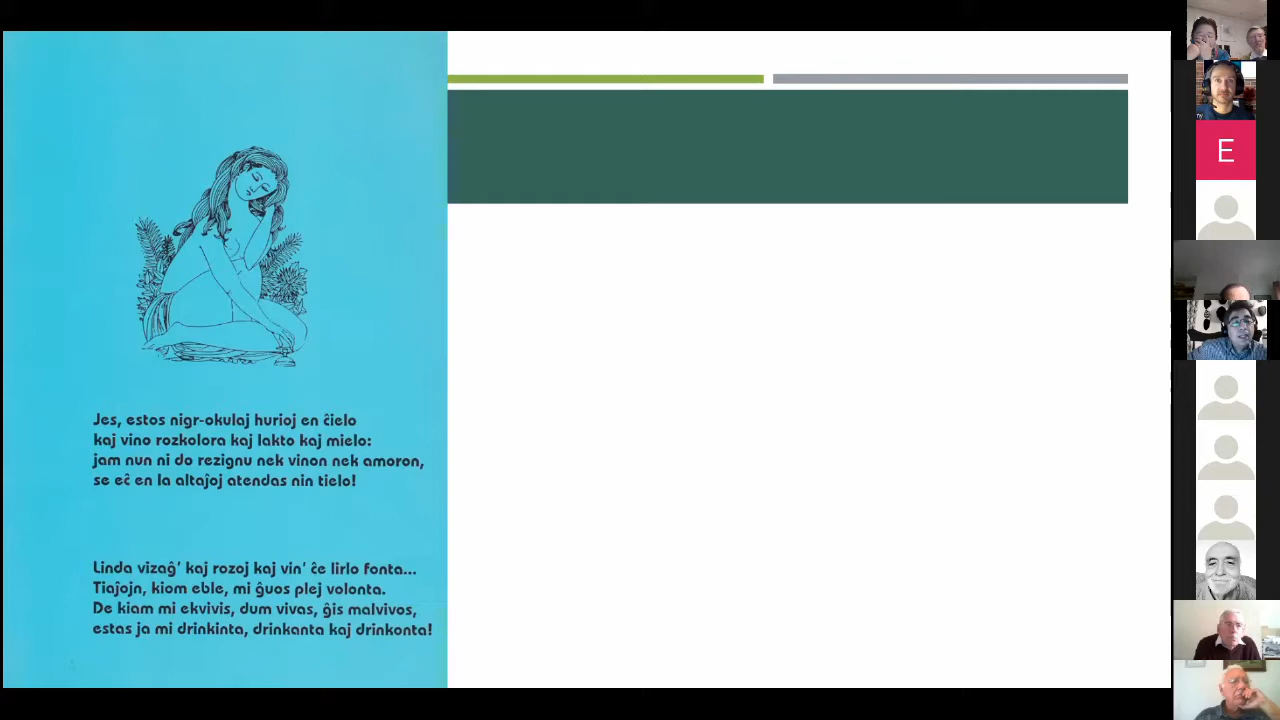 Jes, estos nigr-okulaj hurioj en ĉielo
kaj vino rozkolora kaj lakto kaj mielo:
jam nun ni do rezignu nek vinon nek amoron,
se eĉ en la altaĵoj atendas nin tielo!
Linda vizaĝ' kaj rozoj kaj vin' ĉe lirlo fonta...
Tiaĵojn, kiom eble, mi ĝuos plej volonta.
De kiam mi ekvivis, dum vivas, ĝis malvivos,
estas ja mi drinkinta, drinkanta kaj drinkonta!
E